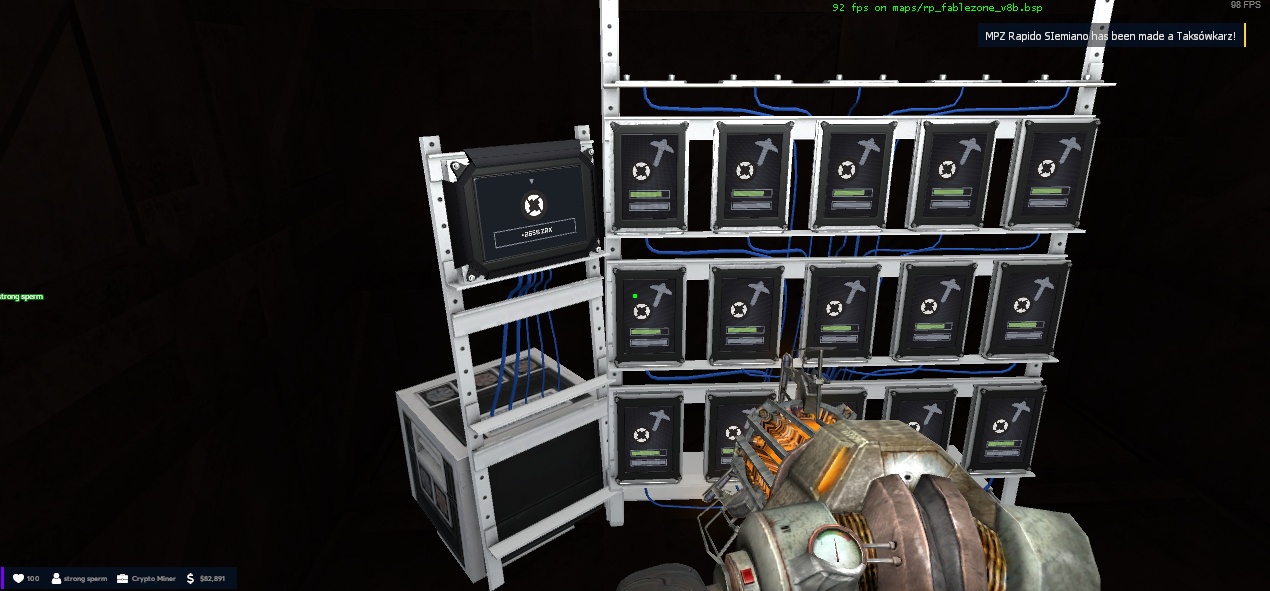 92 fps on maps/rp_fablezone_v8b.bsp
98 FPS
MPZ Rapido Slemiano has been made a Taksówkarz!
strong sperm
100
strong sperm
Crypto Miner
$82,891